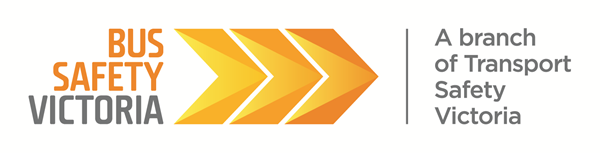 BUS
SAFETY
VICTORIA
A branch
of Transport
Safety
Victoria